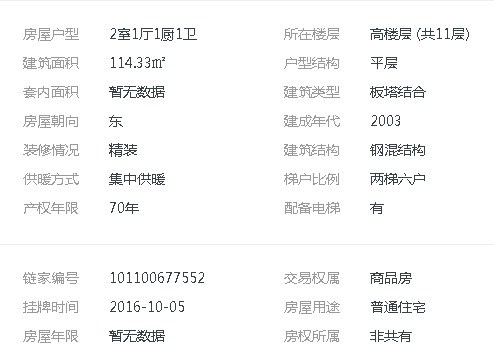 房屋户型 2室1厅1厨1卫 所在楼层 高楼层 (共11层)
建筑面积 114.33㎡ 户型结构 平层
套内面积 暂无数据 建筑类型 板塔结合
房屋朝向 东 建成年代 2003
装修情况 精装 建筑结构 钢混结构
供暖方式 集中供暖 梯户比例 两梯六户
产权年限 70年 配备电梯 有
链家编号 101100677552 交易权属 商品房
挂牌时间 2016-10-05 房屋用途 普通住宅
房屋年限 暂无数据 房权所属 非共有